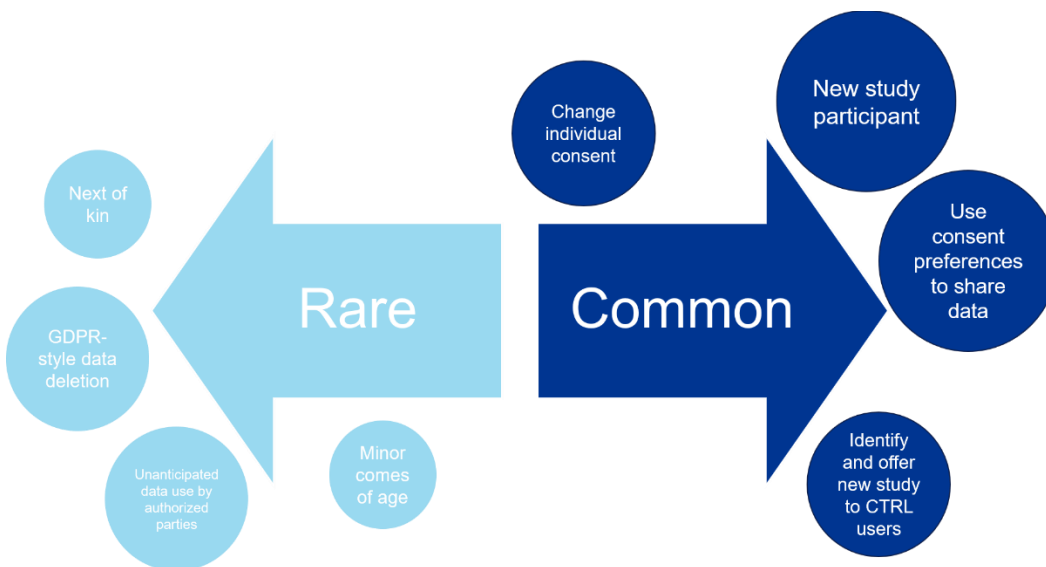 Next of
kin
GDPR-
style data
deletion
Unanticipated
data use by
authorized
parties
Minor
comes
of age
Rare
Common
Change
individual
consent
New study
participant
Use
consent
preferences
to share
data
Identify
and offer
new study
to CTRL
users